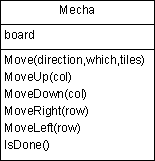 Mecha
board
Move(direction,which,tiles)
MoveUp(col)
MoveDown(col)
MoveRight(row)
MoveLeft(row)
IsDone()